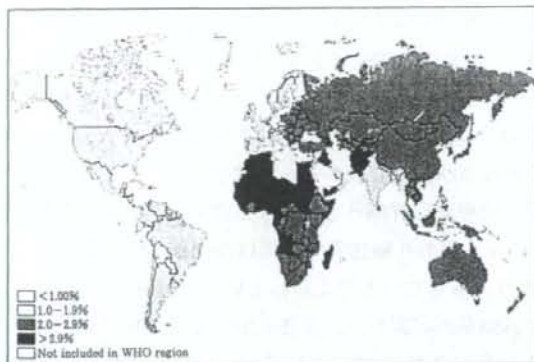 <1.00%
1.0-1.9%
2.0-2.9%
>2.9%
Not included in WHO region